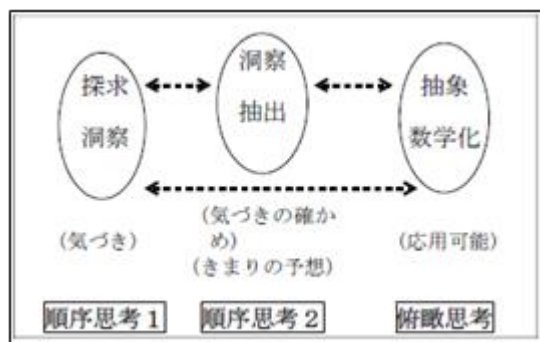 探求
洞察
洞察
抽出
抽象
数学化
(気づき)
(気づきの確か
め)
(きまりの予想)
(応用可能)
順序思考1
順序思考2
俯瞰思考